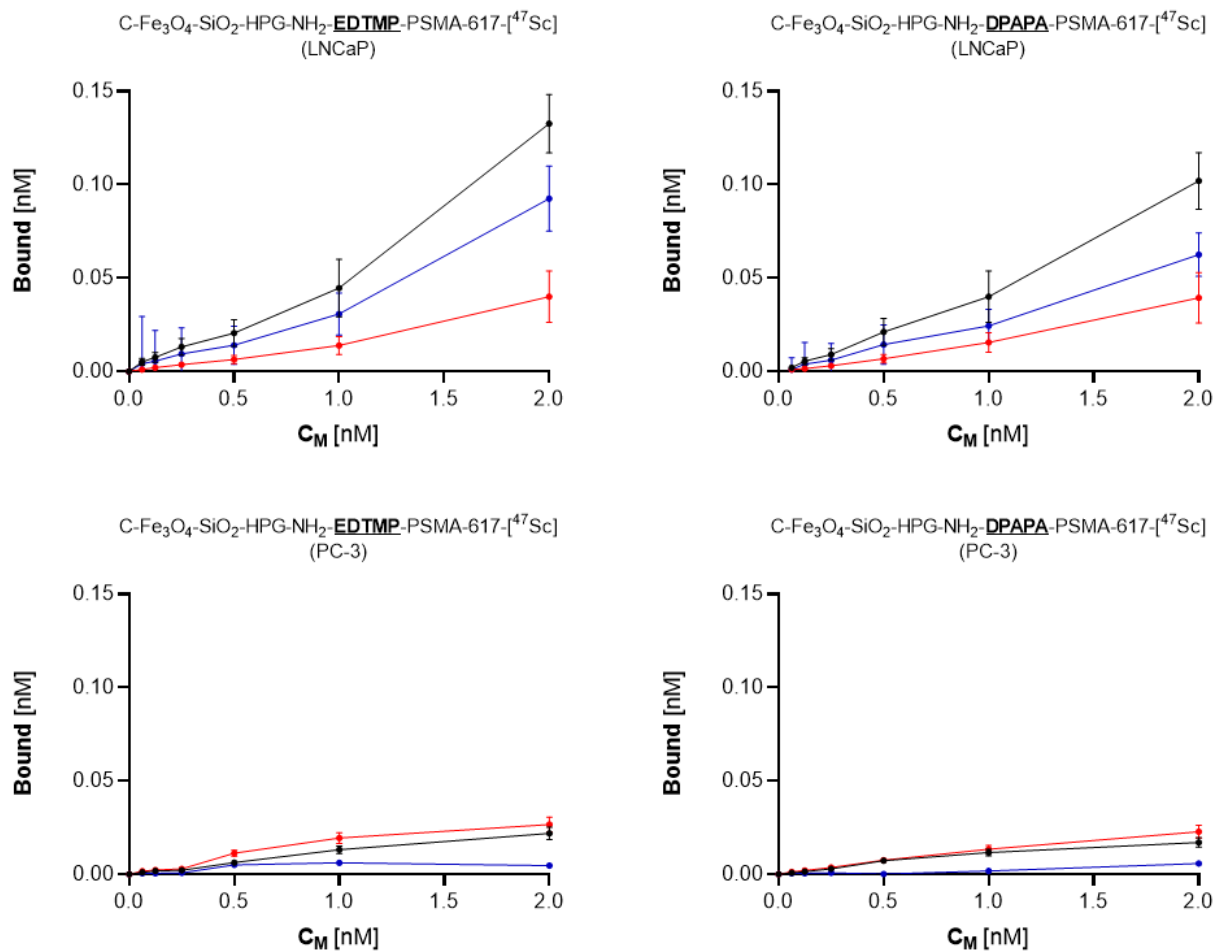 C-Fe₃O₄-SiO₂-HPG-NH₂-EDTMP-PSMA-617-[⁴⁷Sc]
(LNCaP)
0.15
0.10
0.05
0.00
Bound [nM]
0.0 0.5 1.0 1.5 2.0
C_M [nM]
C-Fe₃O₄-SiO₂-HPG-NH₂-DPAPA-PSMA-617-[⁴⁷Sc]
(LNCaP)
0.15
0.10
0.05
0.00
Bound [nM]
0.0 0.5 1.0 1.5 2.0
C_M [nM]
C-Fe₃O₄-SiO₂-HPG-NH₂-EDTMP-PSMA-617-[⁴⁷Sc]
(PC-3)
0.15
0.10
0.05
0.00
Bound [nM]
0.0 0.5 1.0 1.5 2.0
C_M [nM]
C-Fe₃O₄-SiO₂-HPG-NH₂-DPAPA-PSMA-617-[⁴⁷Sc]
(PC-3)
0.15
0.10
0.05
0.00
Bound [nM]
0.0 0.5 1.0 1.5 2.0
C_M [nM]